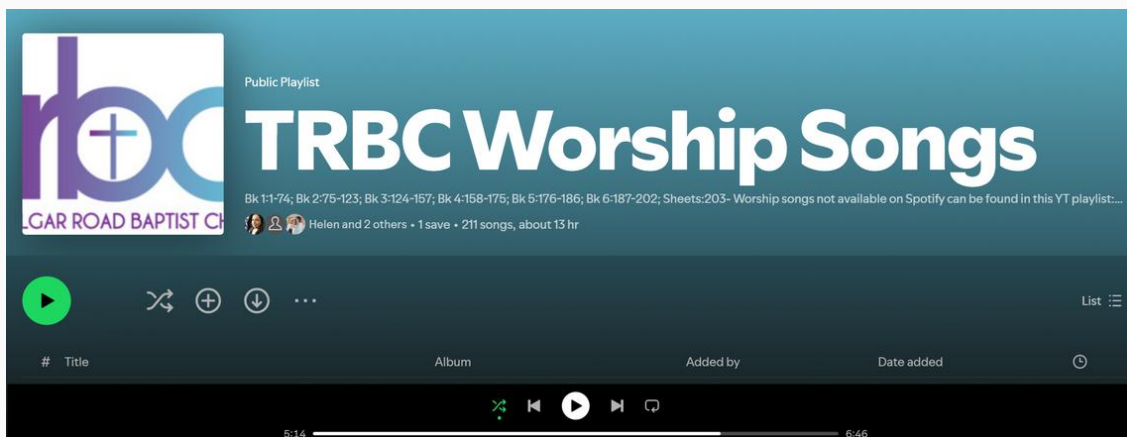 Public Playlist
TRBC Worship Songs
Bk 1:1-74; Bk 2:75-123; Bk 3:124-157; Bk 4:158-175; Bk 5:176-186; Bk 6:187-202; Sheets:203- Worship songs not available on Spotify can be found in this YT playlist:...
rbc
LGAR ROAD BAPTIST CH
Helen and 2 others • 1 save • 211 songs, about 13 hr
List
# Title Album Added by Date added
5:14 6:46